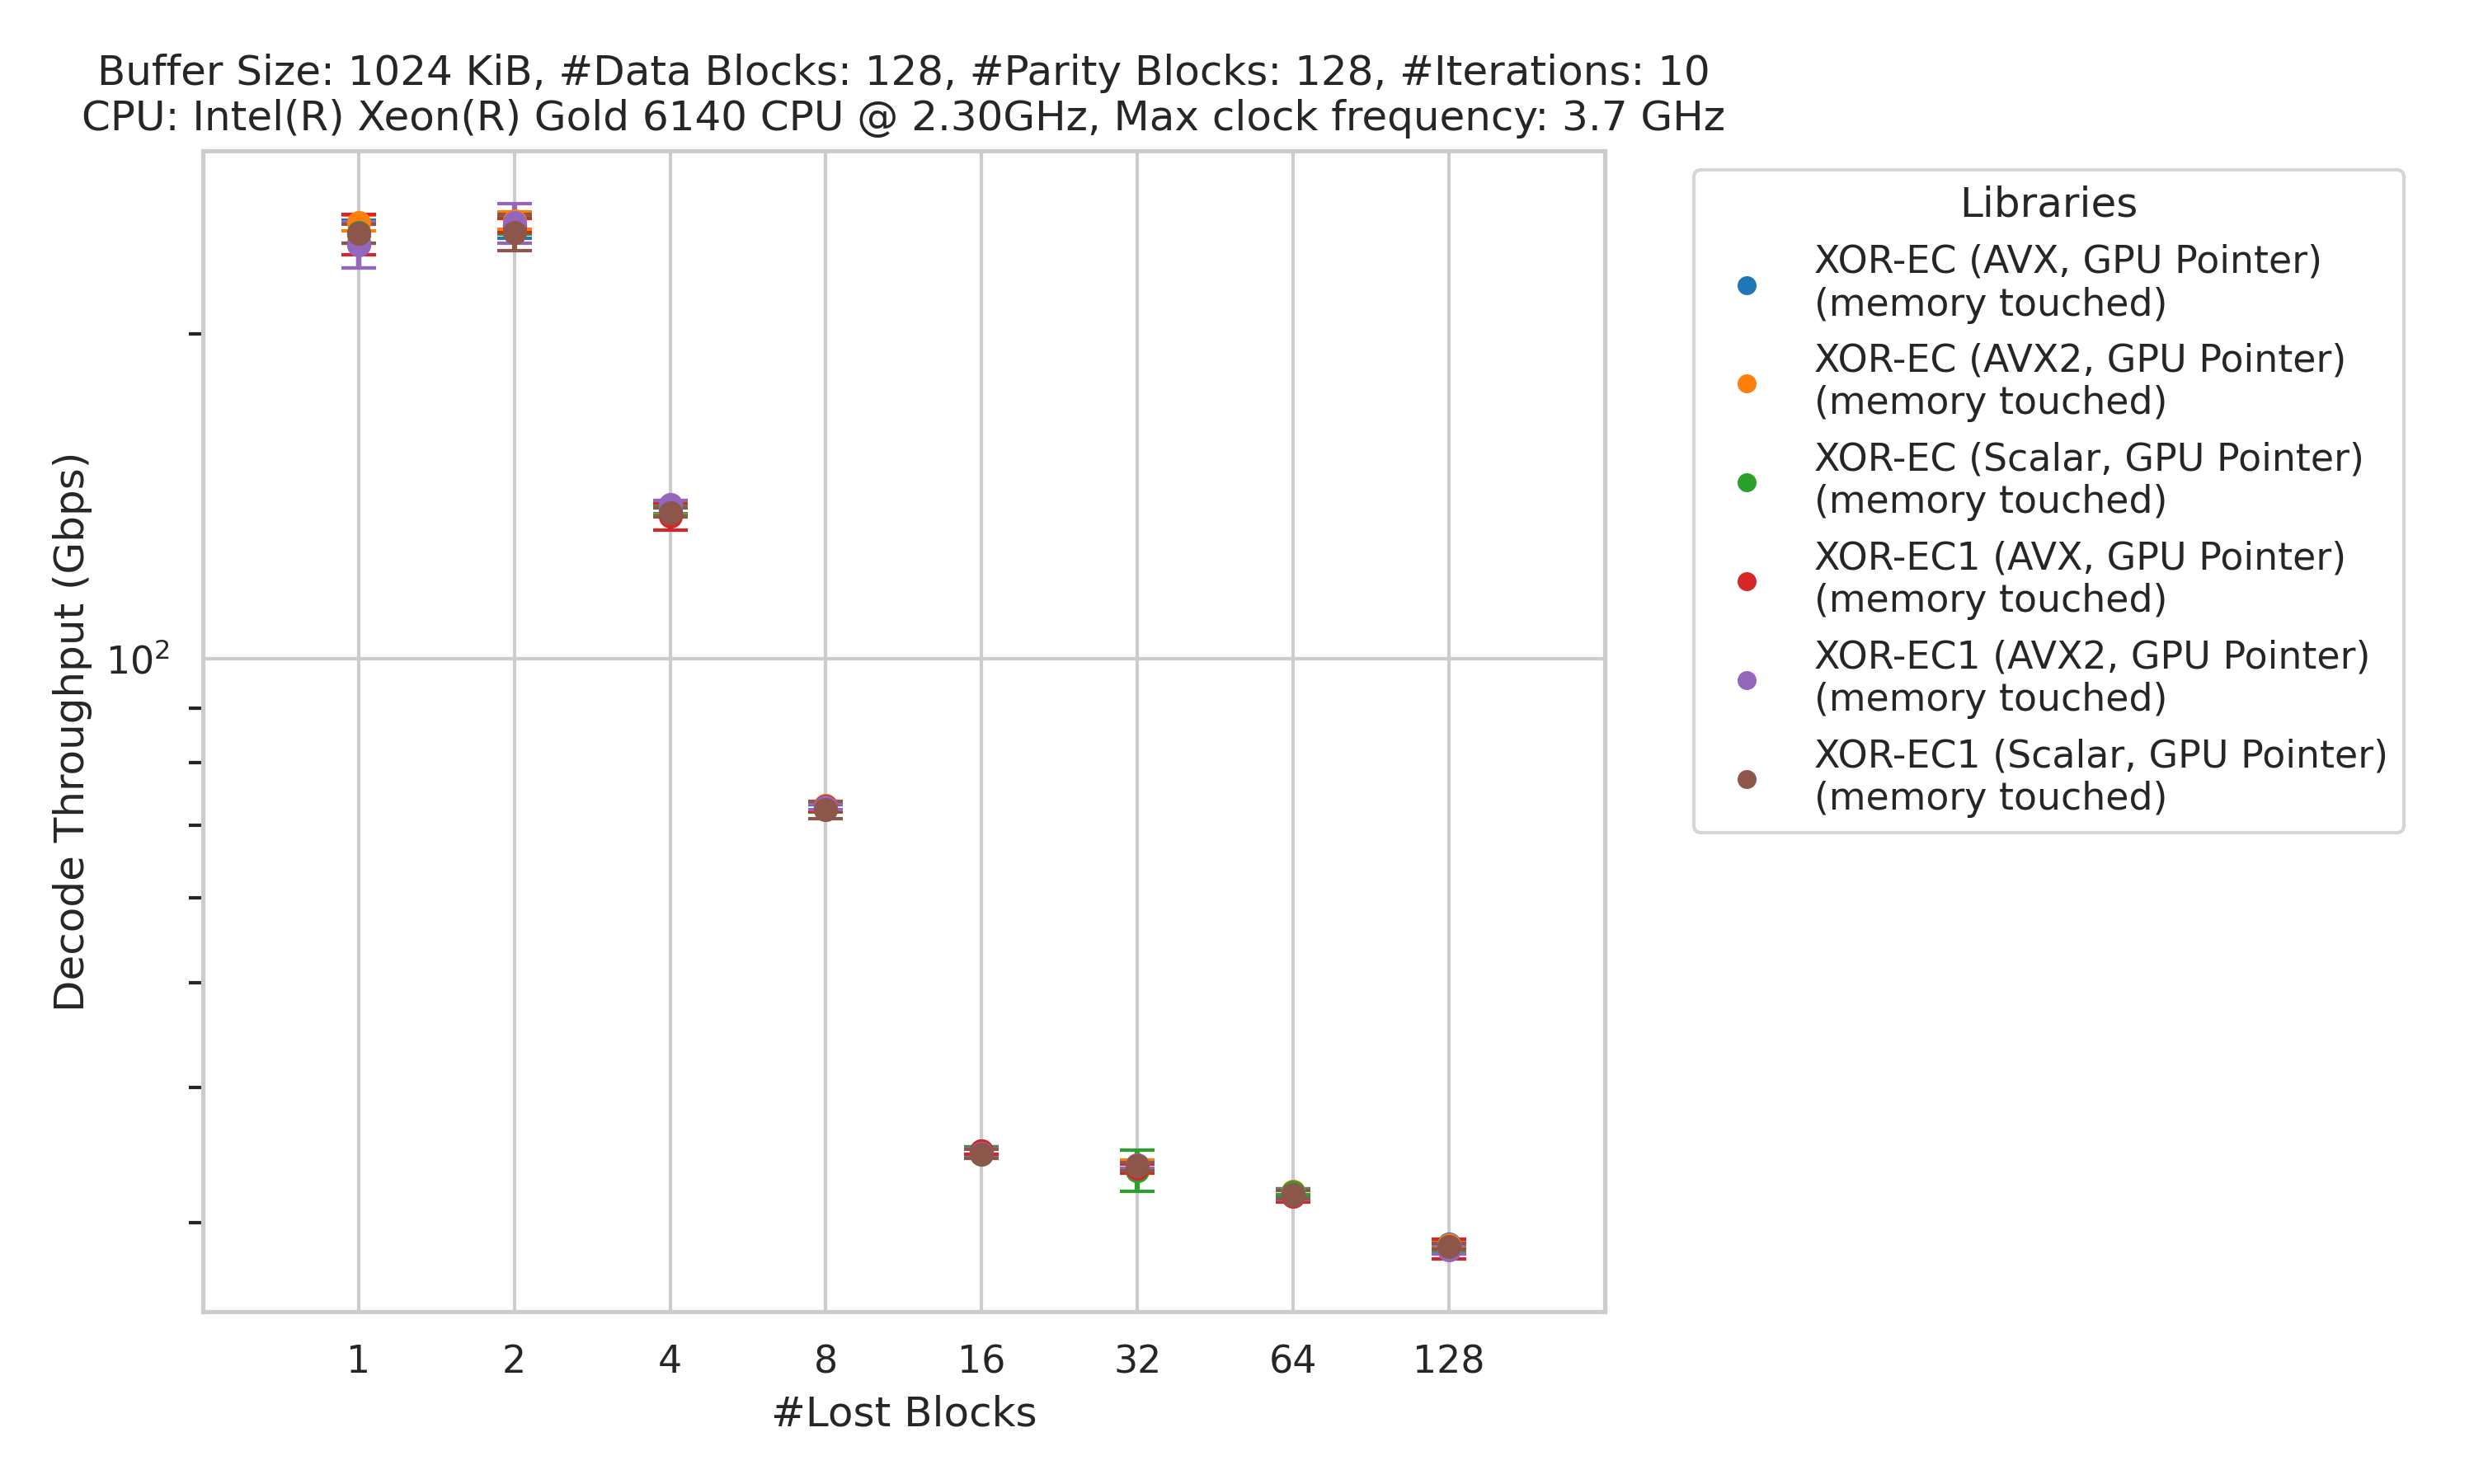 Buffer Size: 1024 KiB, #Data Blocks: 128, #Parity Blocks: 128, #Iterations: 10
CPU: Intel(R) Xeon(R) Gold 6140 CPU @ 2.30GHz, Max clock frequency: 3.7 GHz
Decode Throughput (Gbps)
10²
1 2 4 8 16 32 64 128
#Lost Blocks
Libraries
XOR-EC (AVX, GPU Pointer)
(memory touched)
XOR-EC (AVX2, GPU Pointer)
(memory touched)
XOR-EC (Scalar, GPU Pointer)
(memory touched)
XOR-EC1 (AVX, GPU Pointer)
(memory touched)
XOR-EC1 (AVX2, GPU Pointer)
(memory touched)
XOR-EC1 (Scalar, GPU Pointer)
(memory touched)